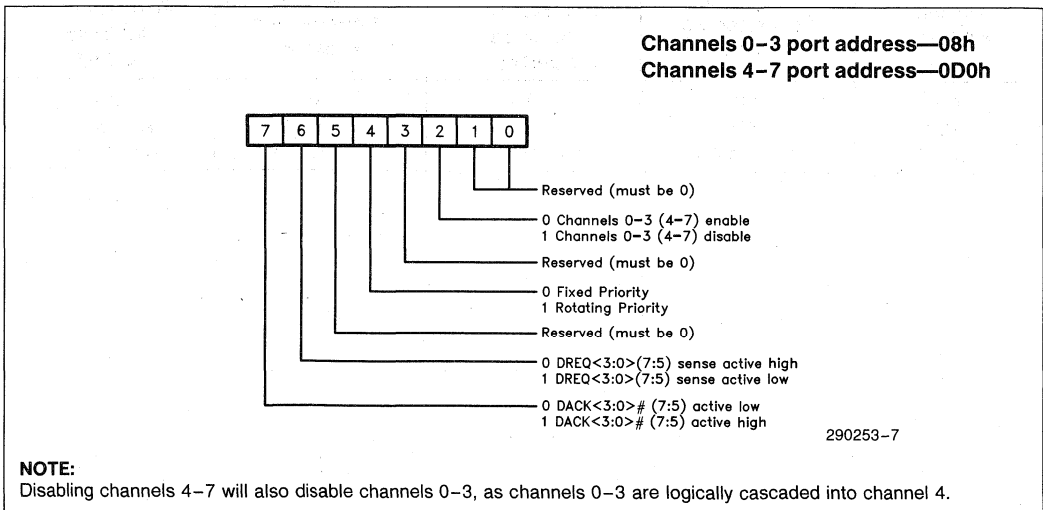 Channels 0–3 port address—08h
Channels 4–7 port address—0D0h
7 6 5 4 3 2 1 0
Reserved (must be 0)
0 Channels 0–3 (4–7) enable
1 Channels 0–3 (4–7) disable
Reserved (must be 0)
0 Fixed Priority
1 Rotating Priority
Reserved (must be 0)
0 DREQ<3:0>(7:5) sense active high
1 DREQ<3:0>(7:5) sense active low
0 DACK<3:0># (7:5) active low
1 DACK<3:0># (7:5) active high
290253–7
NOTE:
Disabling channels 4–7 will also disable channels 0–3, as channels 0–3 are logically cascaded into channel 4.